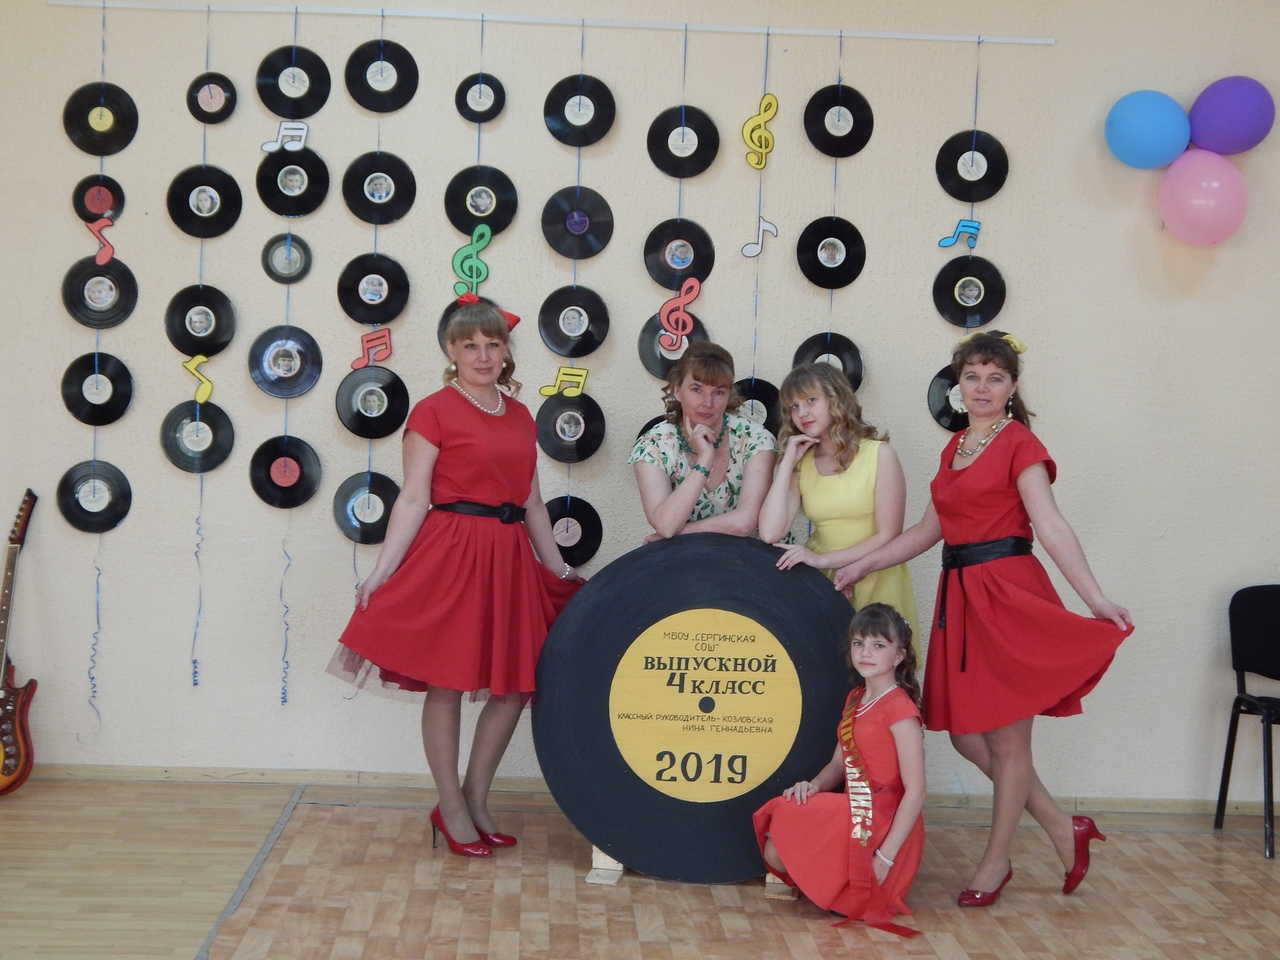 МБОУ "СЕРГИНСКАЯ
СОШ"
ВЫПУСКНОЙ
4 КЛАСС
КЛАССНЫЙ РУКОВОДИТЕЛЬ-КОЗЛОВСКАЯ
НИНА ГЕННАДЬЕВНА
2019